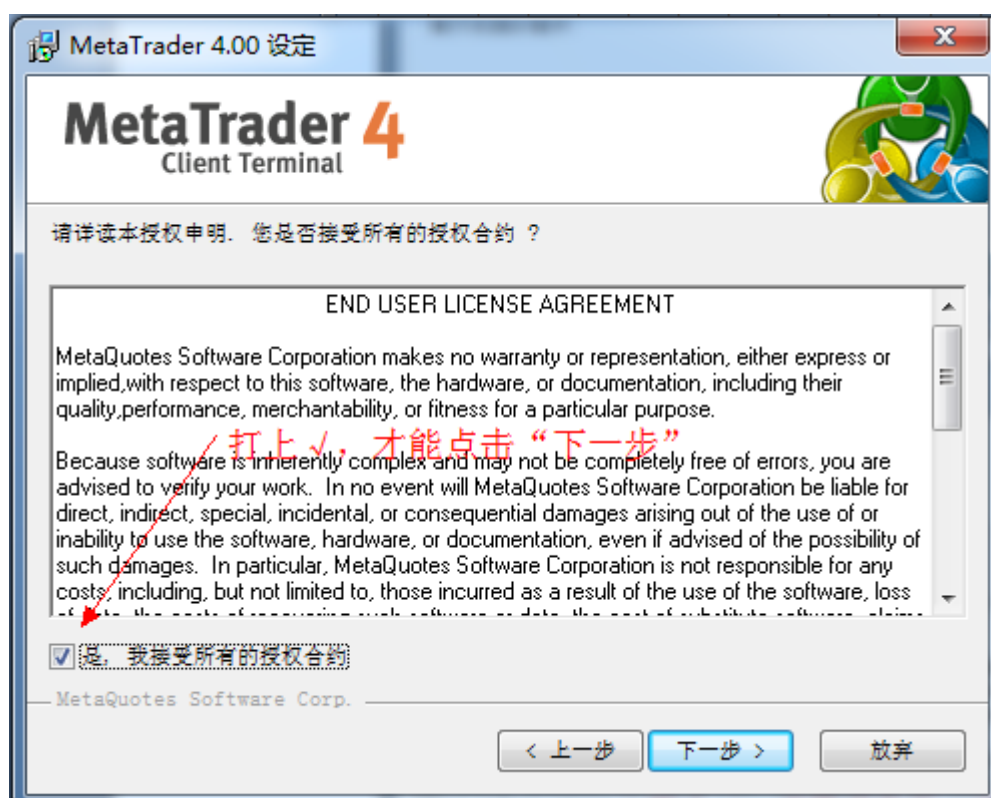 MetaTrader 4.00 设定
MetaTrader 4
Client Terminal
请详读本授权申明. 您是否接受所有的授权合约 ?
END USER LICENSE AGREEMENT
MetaQuotes Software Corporation makes no warranty or representation, either express or
implied,with respect to this software, the hardware, or documentation, including their
quality,performance, merchantability, or fitness for a particular purpose.
打上√，才能点击“下一步”
Because software is inherently complex and may not be completely free of errors, you are
advised to verify your work. In no event will MetaQuotes Software Corporation be liable for
direct, indirect, special, incidental, or consequential damages arising out of the use of or
inability to use the software, hardware, or documentation, even if advised of the possibility of
such damages. In particular, MetaQuotes Software Corporation is not responsible for any
costs, including, but not limited to, those incurred as a result of the use of the software, loss
是, 我接受所有的授权合约
MetaQuotes Software Corp.
< 上一步
下一步 >
放弃